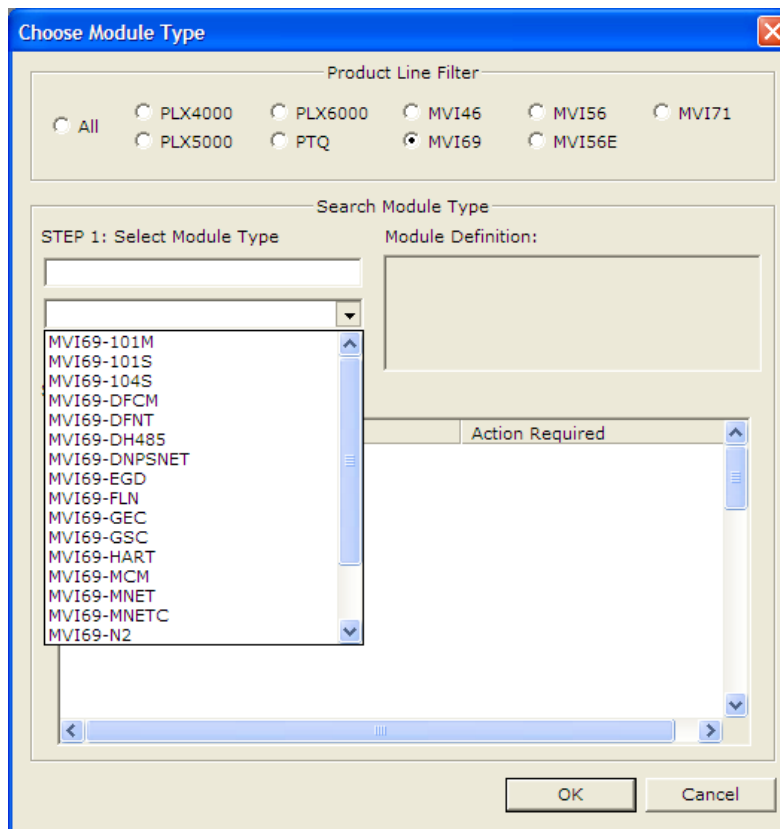 Choose Module Type
Product Line Filter
All
PLX4000
PLX6000
MVI46
MVI56
MVI71
PLX5000
PTQ
MVI69
MVI56E
Search Module Type
STEP 1: Select Module Type
Module Definition:
MVI69-101M
MVI69-101S
MVI69-104S
MVI69-DFCM
MVI69-DFNT
MVI69-DH485
MVI69-DNPSNET
MVI69-EGD
MVI69-FLN
MVI69-GEC
MVI69-GSC
MVI69-HART
MVI69-MCM
MVI69-MNET
MVI69-MNETC
MVI69-N2
Action Required
OK
Cancel